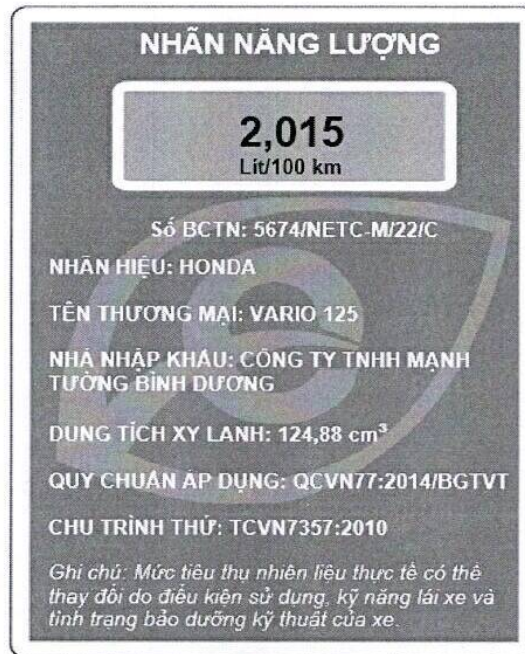 NHÃN NĂNG LƯỢNG
2,015
Lít/100 km
Số BCTN: 5674/NETC-M/22/C
NHÃN HIỆU: HONDA
TÊN THƯƠNG MẠI: VARIO 125
NHÀ NHẬP KHẨU: CÔNG TY TNHH MẠNH
TƯỜNG BÌNH DƯƠNG
DUNG TÍCH XY LANH: 124,88 cm³
QUY CHUẨN ÁP DỤNG: QCVN77:2014/BGTVT
CHU TRÌNH THỬ: TCVN7357:2010
Ghi chú: Mức tiêu thụ nhiên liệu thực tế có thể
thay đổi do điều kiện sử dụng, kỹ năng lái xe và
tình trạng bảo dưỡng kỹ thuật của xe.